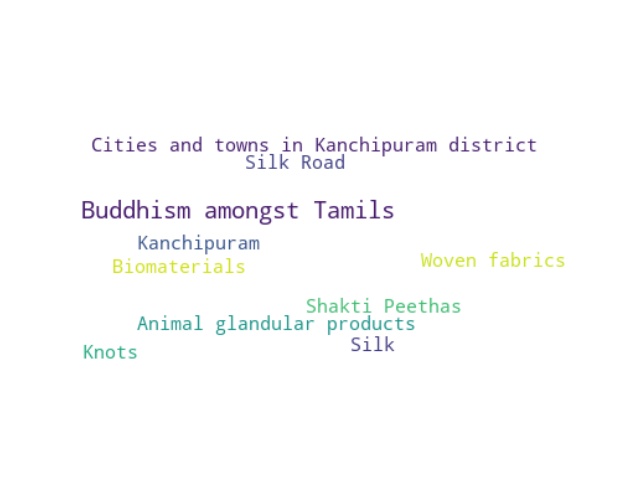 Cities and towns in Kanchipuram district
Silk Road
Buddhism amongst Tamils
Kanchipuram
Woven fabrics
Biomaterials
Shakti Peethas
Animal glandular products
Silk
Knots